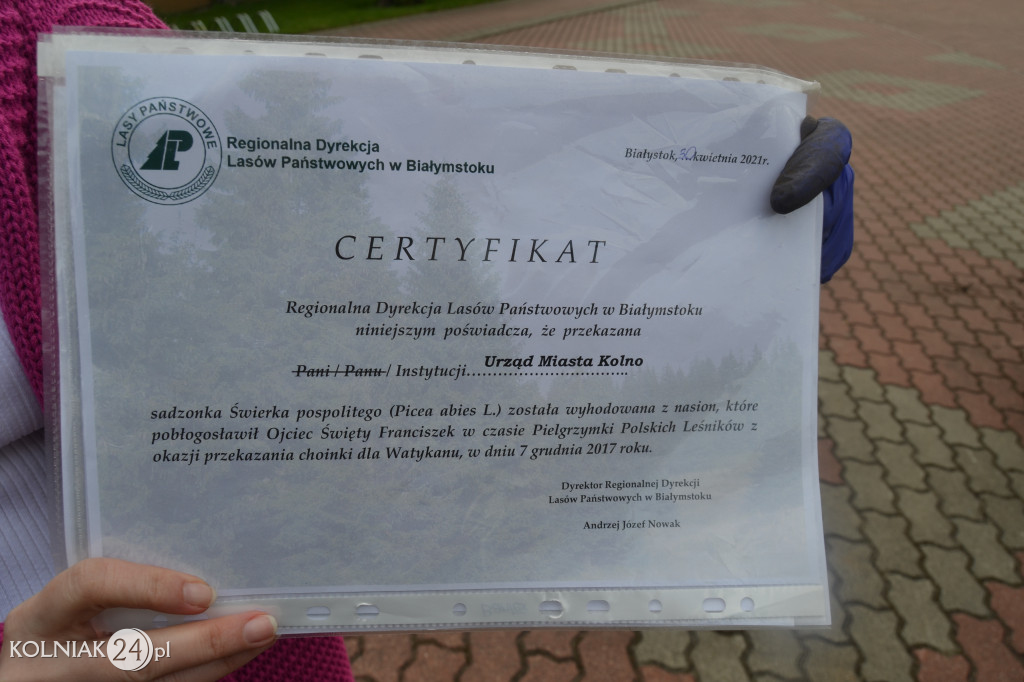 LASY PAŃSTWOWE
Regionalna Dyrekcja
Lasów Państwowych w Białymstoku
Białystok, 30 kwietnia 2021r.
CERTYFIKAT
Regionalna Dyrekcja Lasów Państwowych w Białymstoku
niniejszym poświadcza, że przekazana
Pani / Panu / Instytucji Urząd Miasta Kolno
sadzonka Świerka pospolitego (Picea abies L.) została wyhodowana z nasion, które
pobłogosławił Ojciec Święty Franciszek w czasie Pielgrzymki Polskich Leśników z
okazji przekazania choinki dla Watykanu, w dniu 7 grudnia 2017 roku.
Dyrektor Regionalnej Dyrekcji
Lasów Państwowych w Białymstoku
Andrzej Józef Nowak
KOLNIAK24.pl